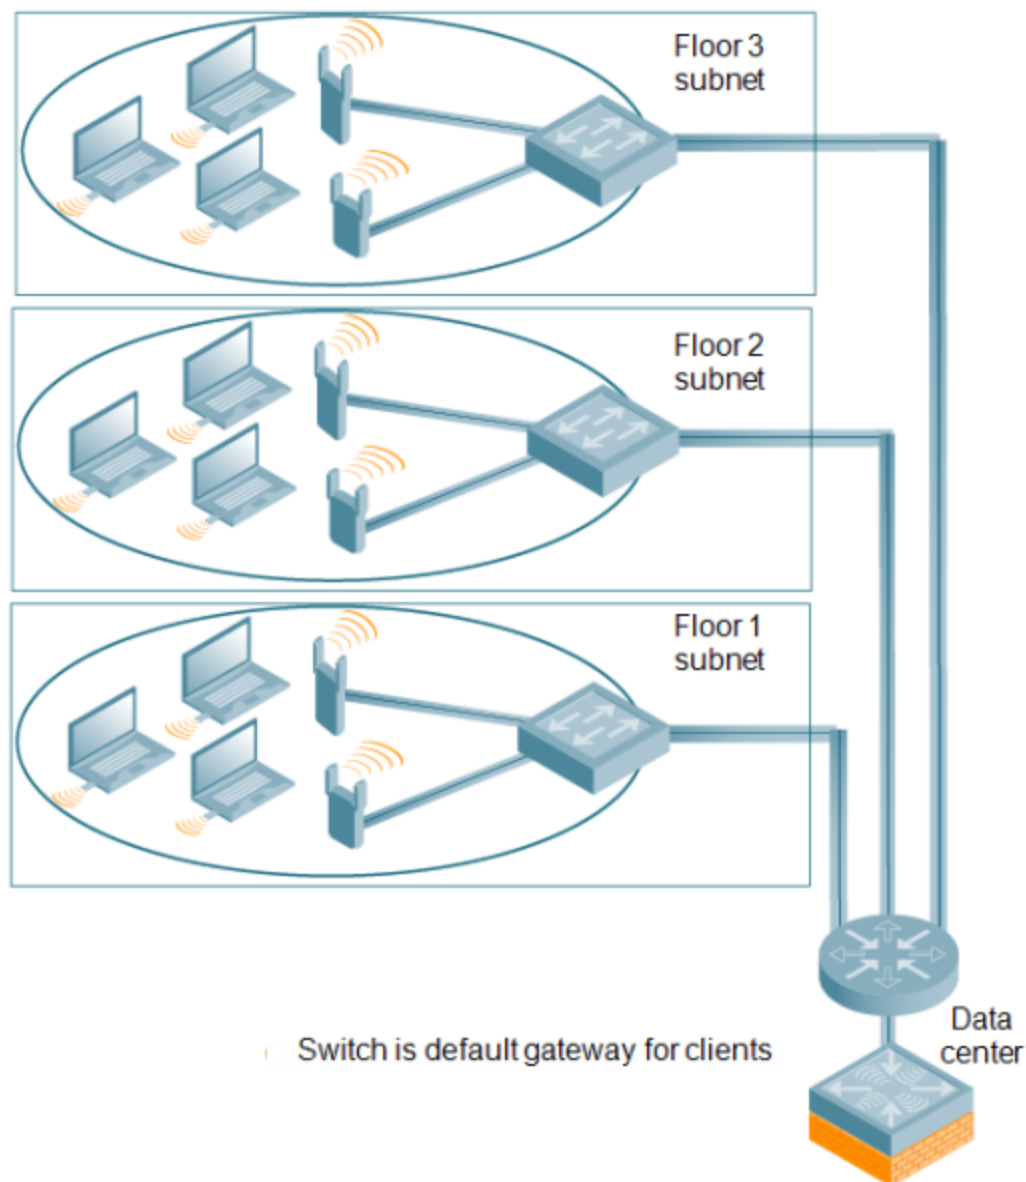 Floor 3
subnet
Floor 2
subnet
Floor 1
subnet
Data
center
Switch is default gateway for clients